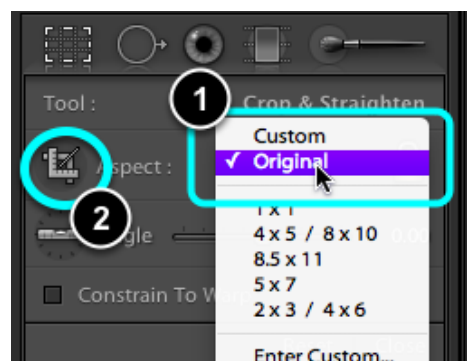 Tool :
1
Crop & Straighten
Custom
✓ Original
Aspect :
1 x 1
2
4 x 5 / 8 x 10
8.5 x 11
5 x 7
Constrain To
2 x 3 / 4 x 6
Enter Custom...